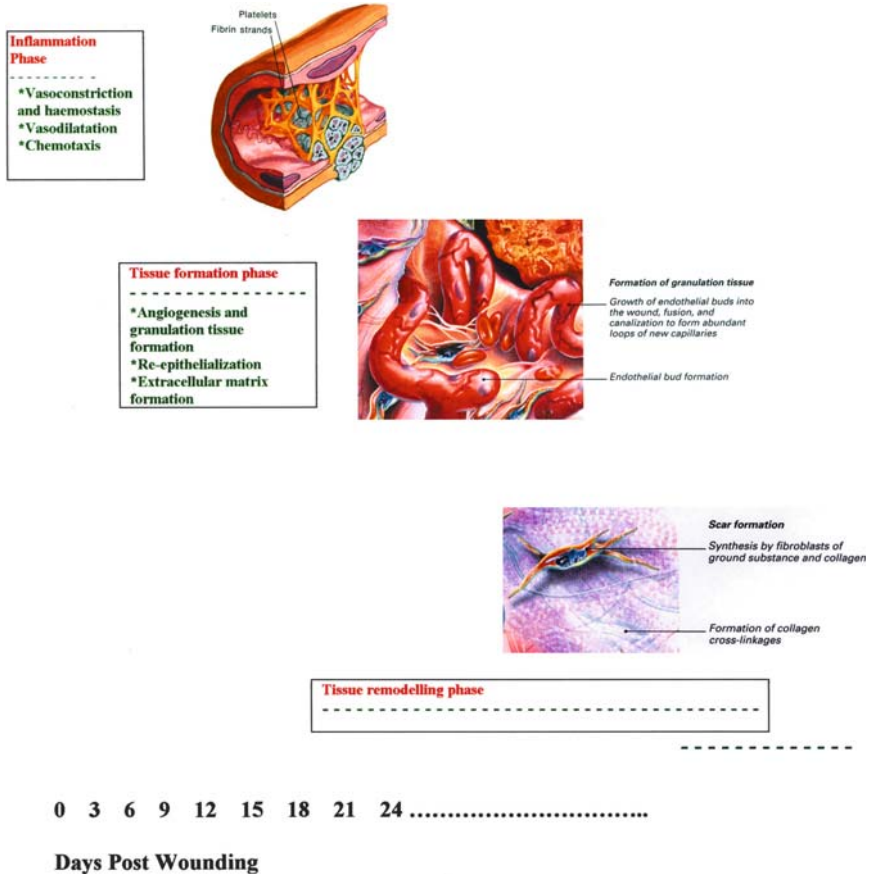 Platelets
Fibrin strands
Inflammation
Phase
- - - - - - - - - -
*Vasoconstriction
and haemostasis
*Vasodilatation
*Chemotaxis
Tissue formation phase
- - - - - - - - - - - - - - - - - - - -
*Angiogenesis and
granulation tissue
formation
*Re-epithelialization
*Extracellular matrix
formation
Formation of granulation tissue
Growth of endothelial buds into
the wound, fusion, and
canalization to form abundant
loops of new capillaries
Endothelial bud formation
Scar formation
Synthesis by fibroblasts of
ground substance and collagen
Formation of collagen
cross-linkages
Tissue remodelling phase
- - - - - - - - - - - - - - - - - - - - - - - - - - - - - - - - - - - - - - - - - -
- - - - - - - - - - - - -
0 3 6 9 12 15 18 21 24 ................................
Days Post Wounding